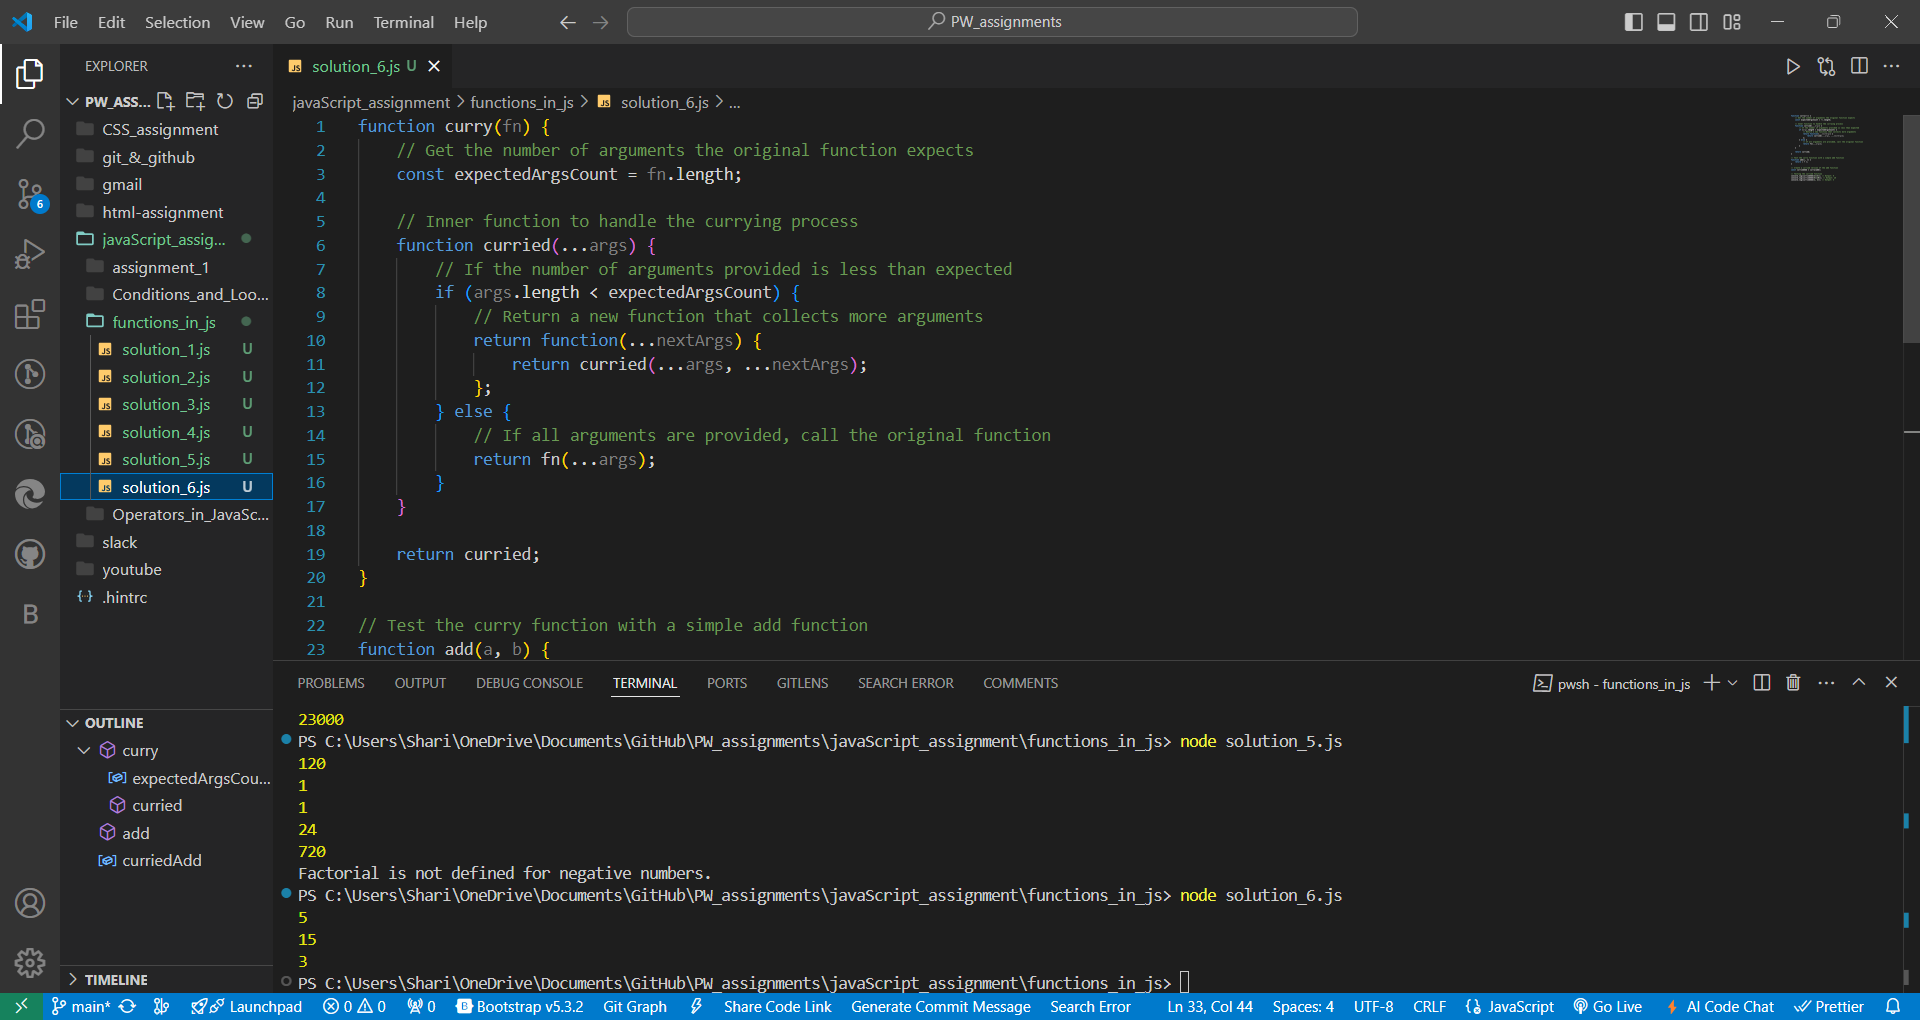 File Edit Selection View Go Run Terminal Help
PW_assignments
EXPLORER
PW_ASS...
CSS_assignment
git_&_github
gmail
html-assignment
javaScript_assig...
assignment_1
Conditions_and_Loo...
functions_in_js
solution_1.js U
solution_2.js U
solution_3.js U
solution_4.js U
solution_5.js U
solution_6.js U
Operators_in_JavaSc...
slack
youtube
.hintrc
6
B
OUTLINE
curry
expectedArgsCou...
curried
add
curriedAdd
TIMELINE
JS solution_6.js U
javaScript_assignment > functions_in_js > JS solution_6.js > ...
1 function curry(fn) {
2 // Get the number of arguments the original function expects
3 const expectedArgsCount = fn.length;
4
5 // Inner function to handle the currying process
6 function curried(...args) {
7 // If the number of arguments provided is less than expected
8 if (args.length < expectedArgsCount) {
9 // Return a new function that collects more arguments
10 return function(...nextArgs) {
11 return curried(...args, ...nextArgs);
12 };
13 } else {
14 // If all arguments are provided, call the original function
15 return fn(...args);
16 }
17 }
18
19 return curried;
20 }
21
22 // Test the curry function with a simple add function
23 function add(a, b) {
PROBLEMS OUTPUT DEBUG CONSOLE TERMINAL PORTS GITLENS SEARCH ERROR COMMENTS
pwsh - functions_in_js
23000
PS C:\Users\Shari\OneDrive\Documents\GitHub\PW_assignments\javaScript_assignment\functions_in_js> node solution_5.js
120
1
1
24
720
Factorial is not defined for negative numbers.
PS C:\Users\Shari\OneDrive\Documents\GitHub\PW_assignments\javaScript_assignment\functions_in_js> node solution_6.js
5
15
3
PS C:\Users\Shari\OneDrive\Documents\GitHub\PW_assignments\javaScript_assignment\functions_in_js>
main* Launchpad 0 0 0 Bootstrap v5.3.2 Git Graph Share Code Link Generate Commit Message Search Error Ln 33, Col 44 Spaces: 4 UTF-8 CRLF JavaScript Go Live AI Code Chat Prettier